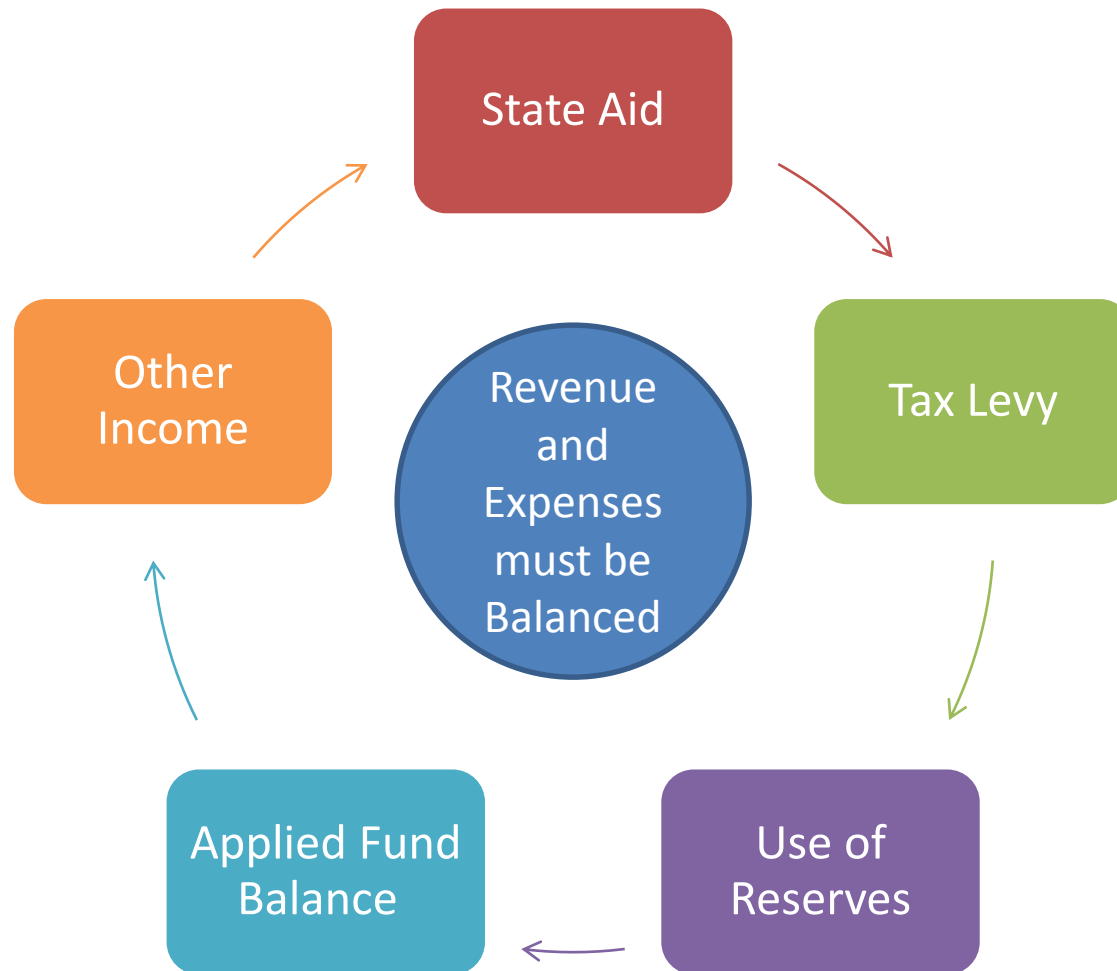 State Aid
Tax Levy
Use of
Reserves
Applied Fund
Balance
Other
Income
Revenue
and
Expenses
must be
Balanced